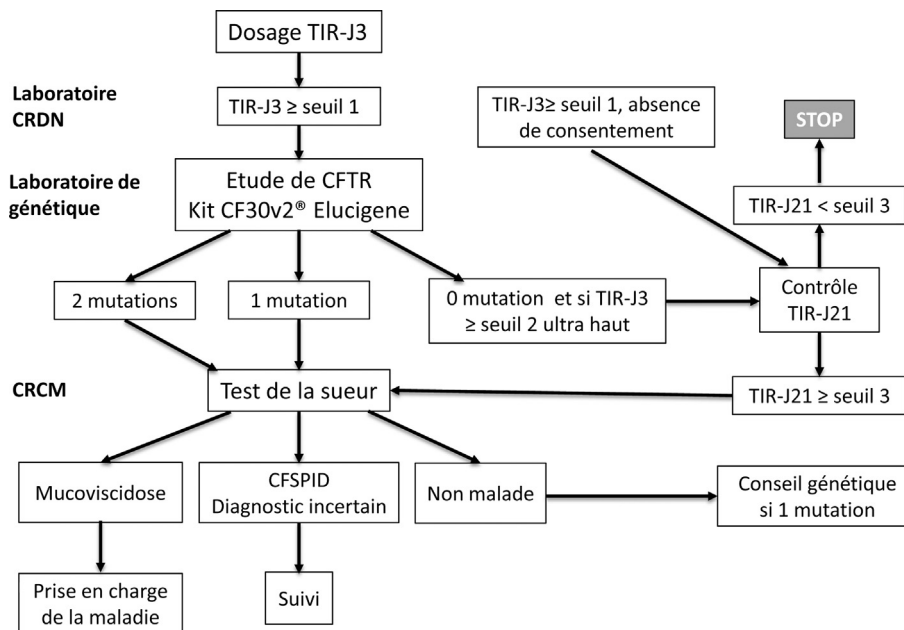 Dosage TIR-J3
Laboratoire
CRDN
TIR-J3 ≥ seuil 1
TIR-J3≥ seuil 1, absence
de consentement
STOP
Laboratoire de
génétique
Etude de CFTR
Kit CF30v2® Elucigene
TIR-J21 < seuil 3
2 mutations
1 mutation
0 mutation et si TIR-J3
≥ seuil 2 ultra haut
Contrôle
TIR-J21
CRCM
Test de la sueur
TIR-J21 ≥ seuil 3
Mucoviscidose
CFSPID
Diagnostic incertain
Non malade
Conseil génétique
si 1 mutation
Prise en charge
de la maladie
Suivi